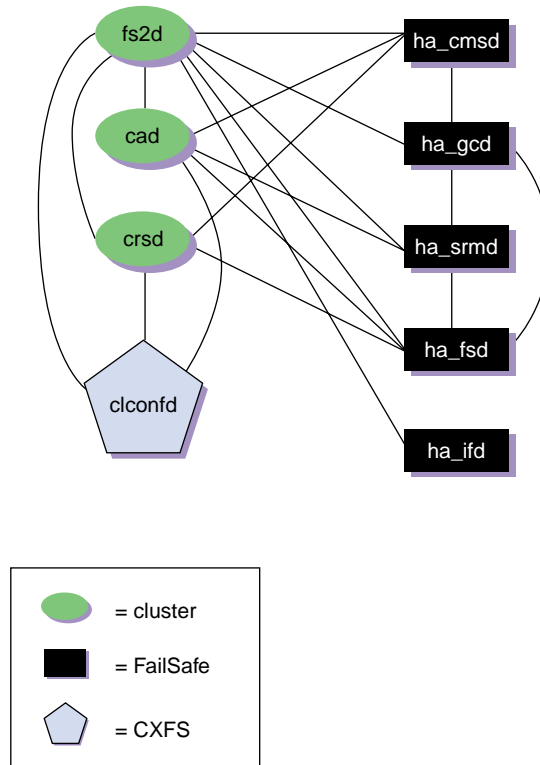 fs2d
ha_cmsd
cad
ha_gcd
crsd
ha_srmd
ha_fsd
clconfd
ha_ifd
= cluster
= FailSafe
= CXFS